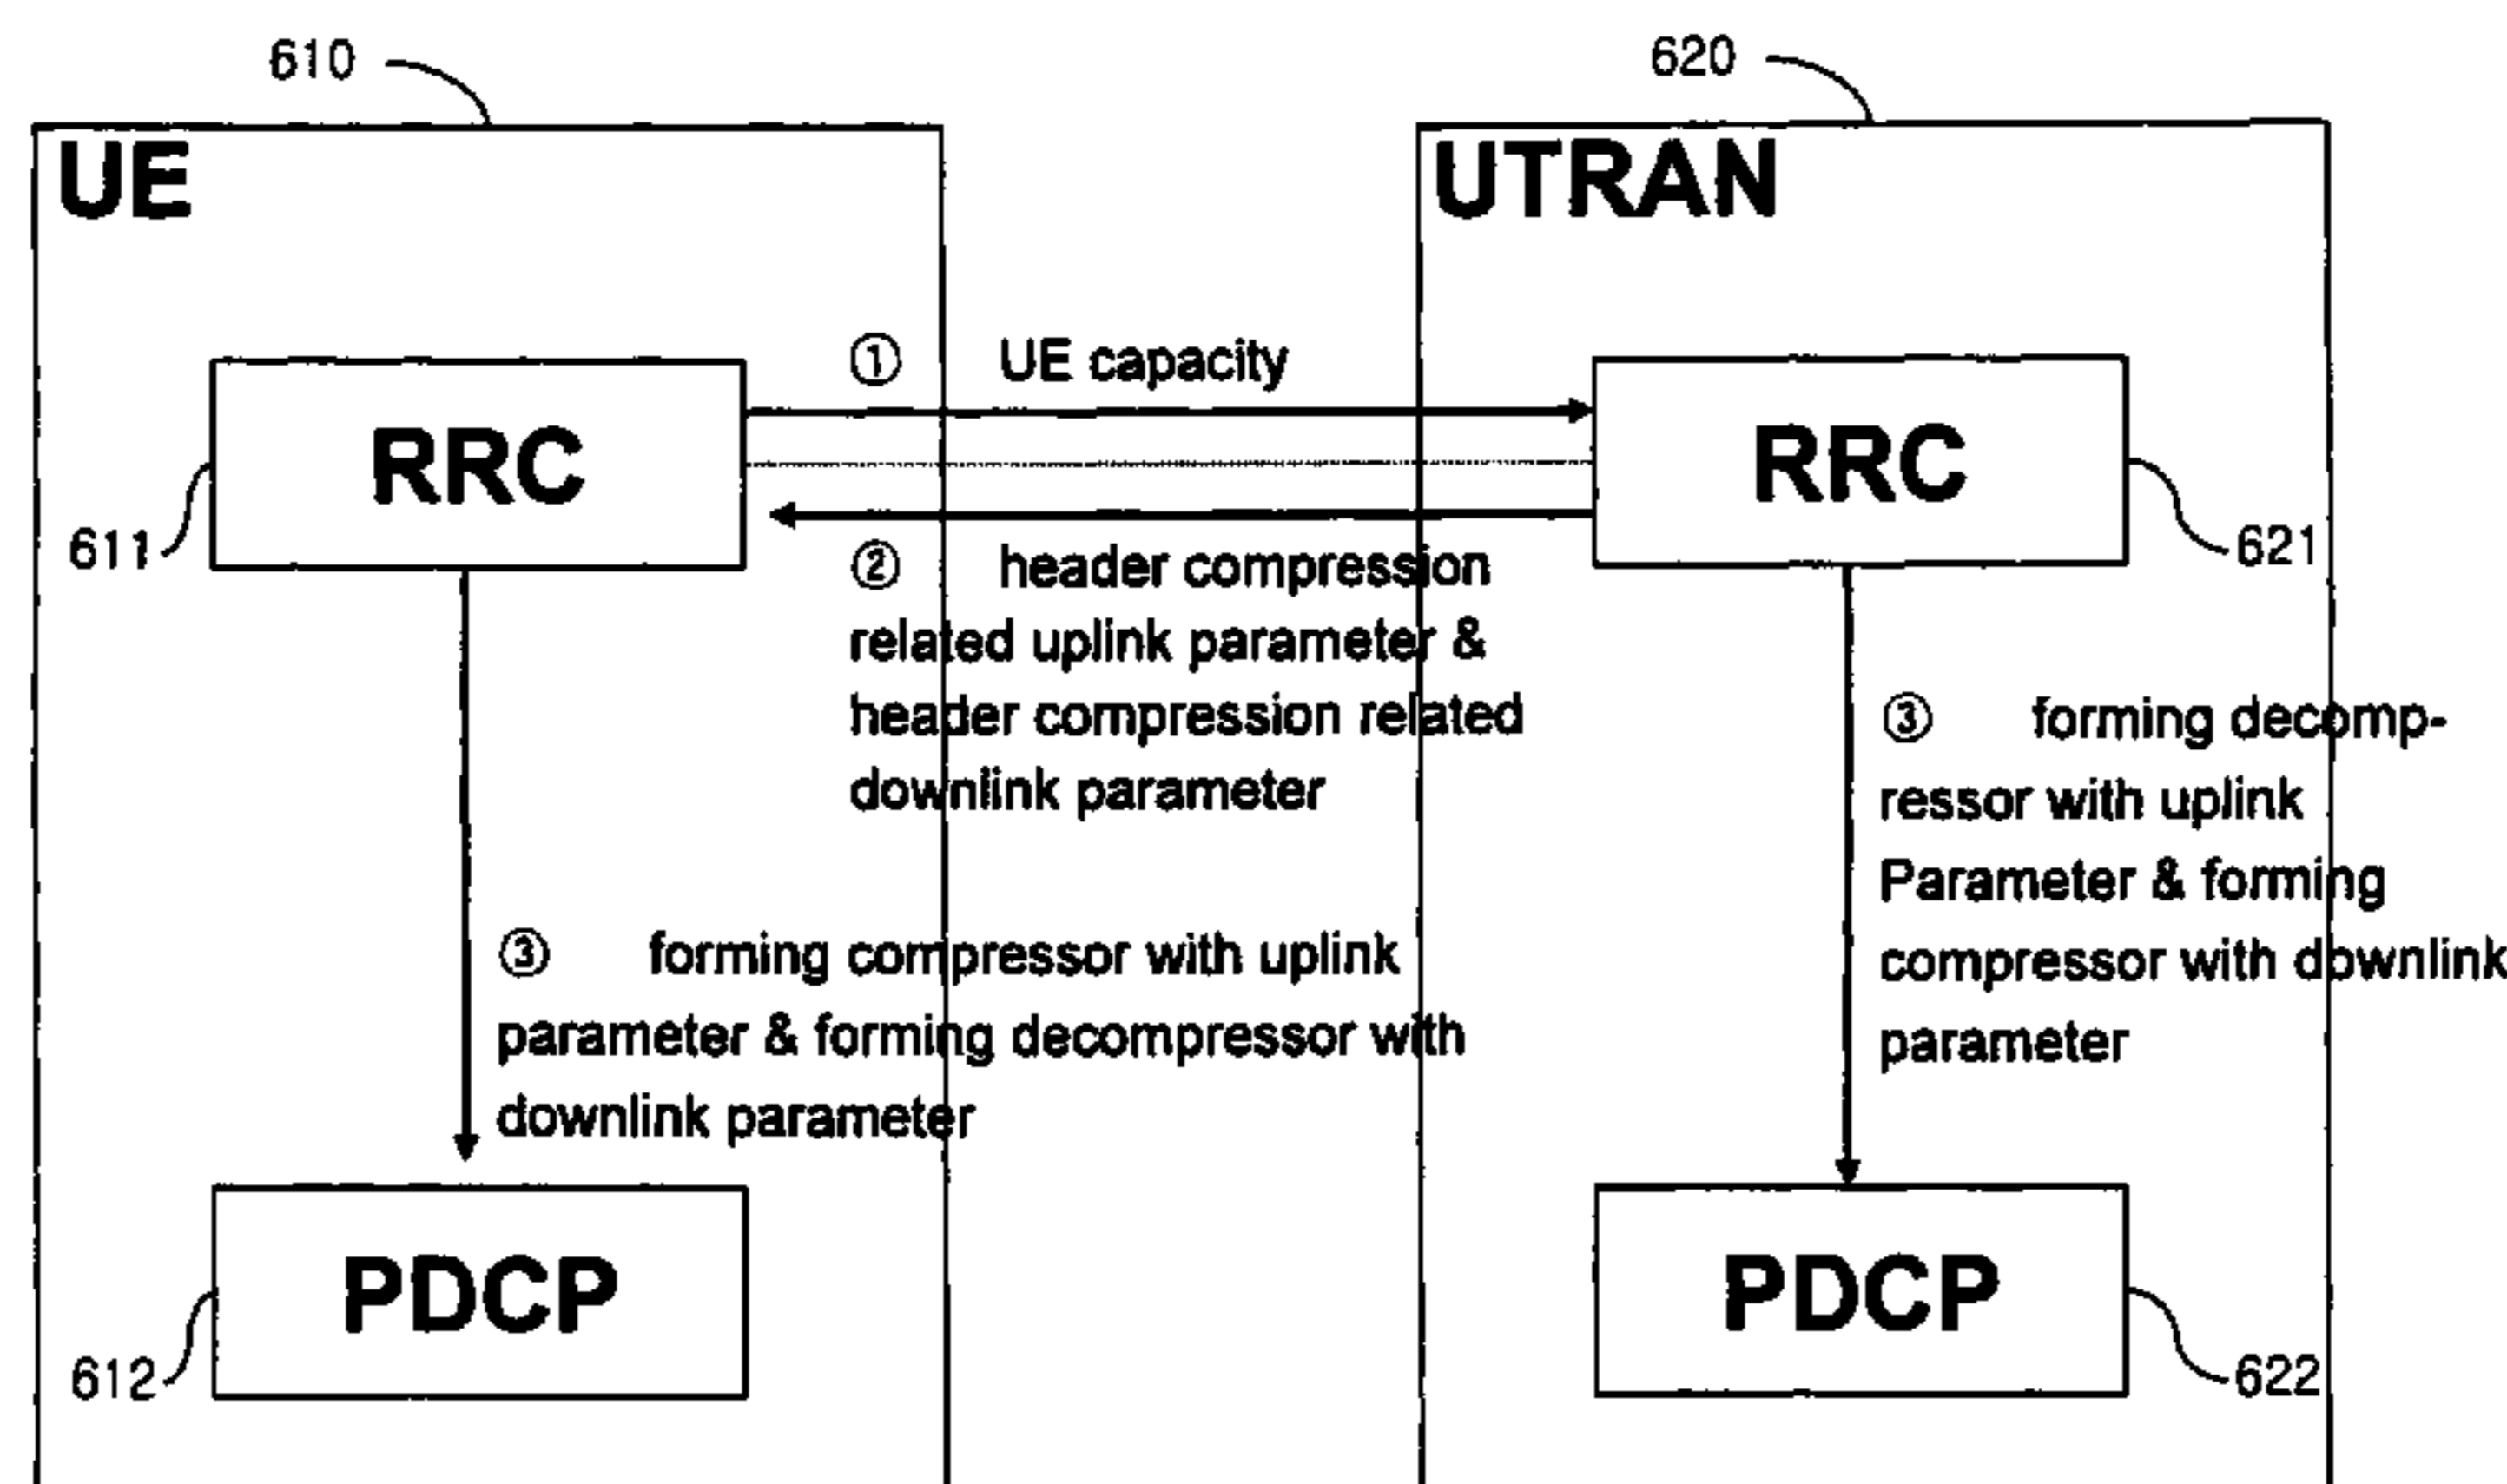 610
620
UE
UTRAN
① UE capacity
RRC
RRC
611
621
② header compression
related uplink parameter &
header compression related
downlink parameter
③ forming decomp-
ressor with uplink
Parameter & forming
compressor with downlink
parameter
③ forming compressor with uplink
parameter & forming decompressor with
downlink parameter
PDCP
PDCP
612
622